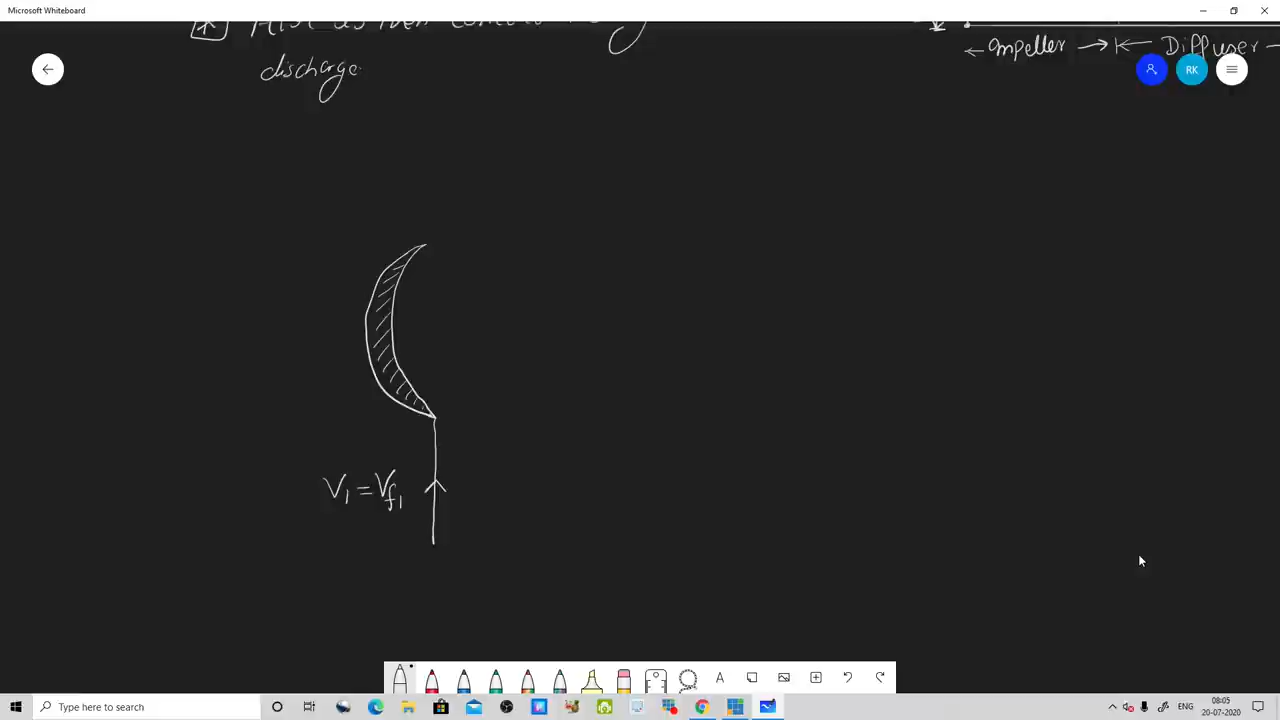 Microsoft Whiteboard
discharge
← Impeller → ← Diffuser
RK
V₁ = Vf₁
A
Type here to search
ENG
08:05
20-07-2020